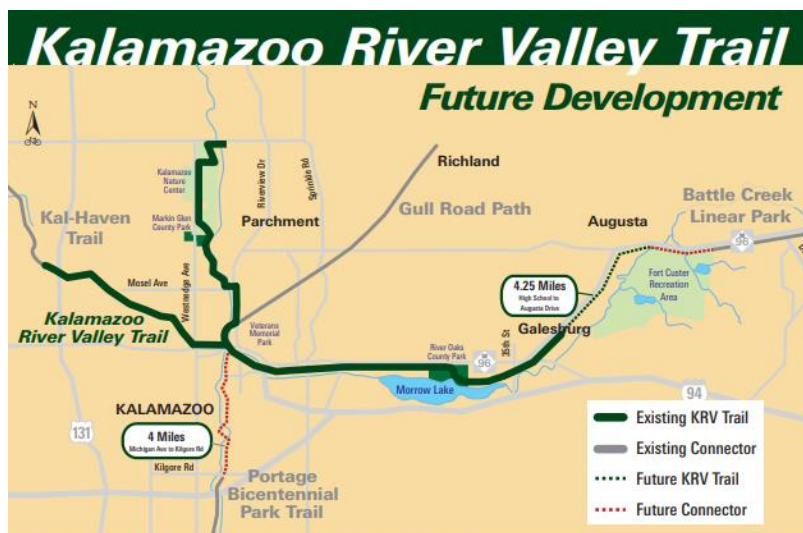 Kalamazoo River Valley Trail
Future Development
N
Kalamazoo
Nature
Center
Riverview Dr
Sprinkle Rd
Richland
Markin Glen
County Park
Parchment
Gull Road Path
Kal-Haven
Trail
Augusta
Battle Creek
Linear Park
M
96
Mosel Ave
Westnedge Ave
Fort Custer
Recreation
Area
4.25 Miles
High School to
Augusta Drive
Kalamazoo
River Valley Trail
Veterans
Memorial
Park
Galesburg
35th St
River Oaks
County Park
M
96
Morrow Lake
94
KALAMAZOO
131
4 Miles
Michigan Ave to Kilgore Rd
Kilgore Rd
Portage
Bicentennial
Park Trail
Existing KRV Trail
Existing Connector
Future KRV Trail
Future Connector